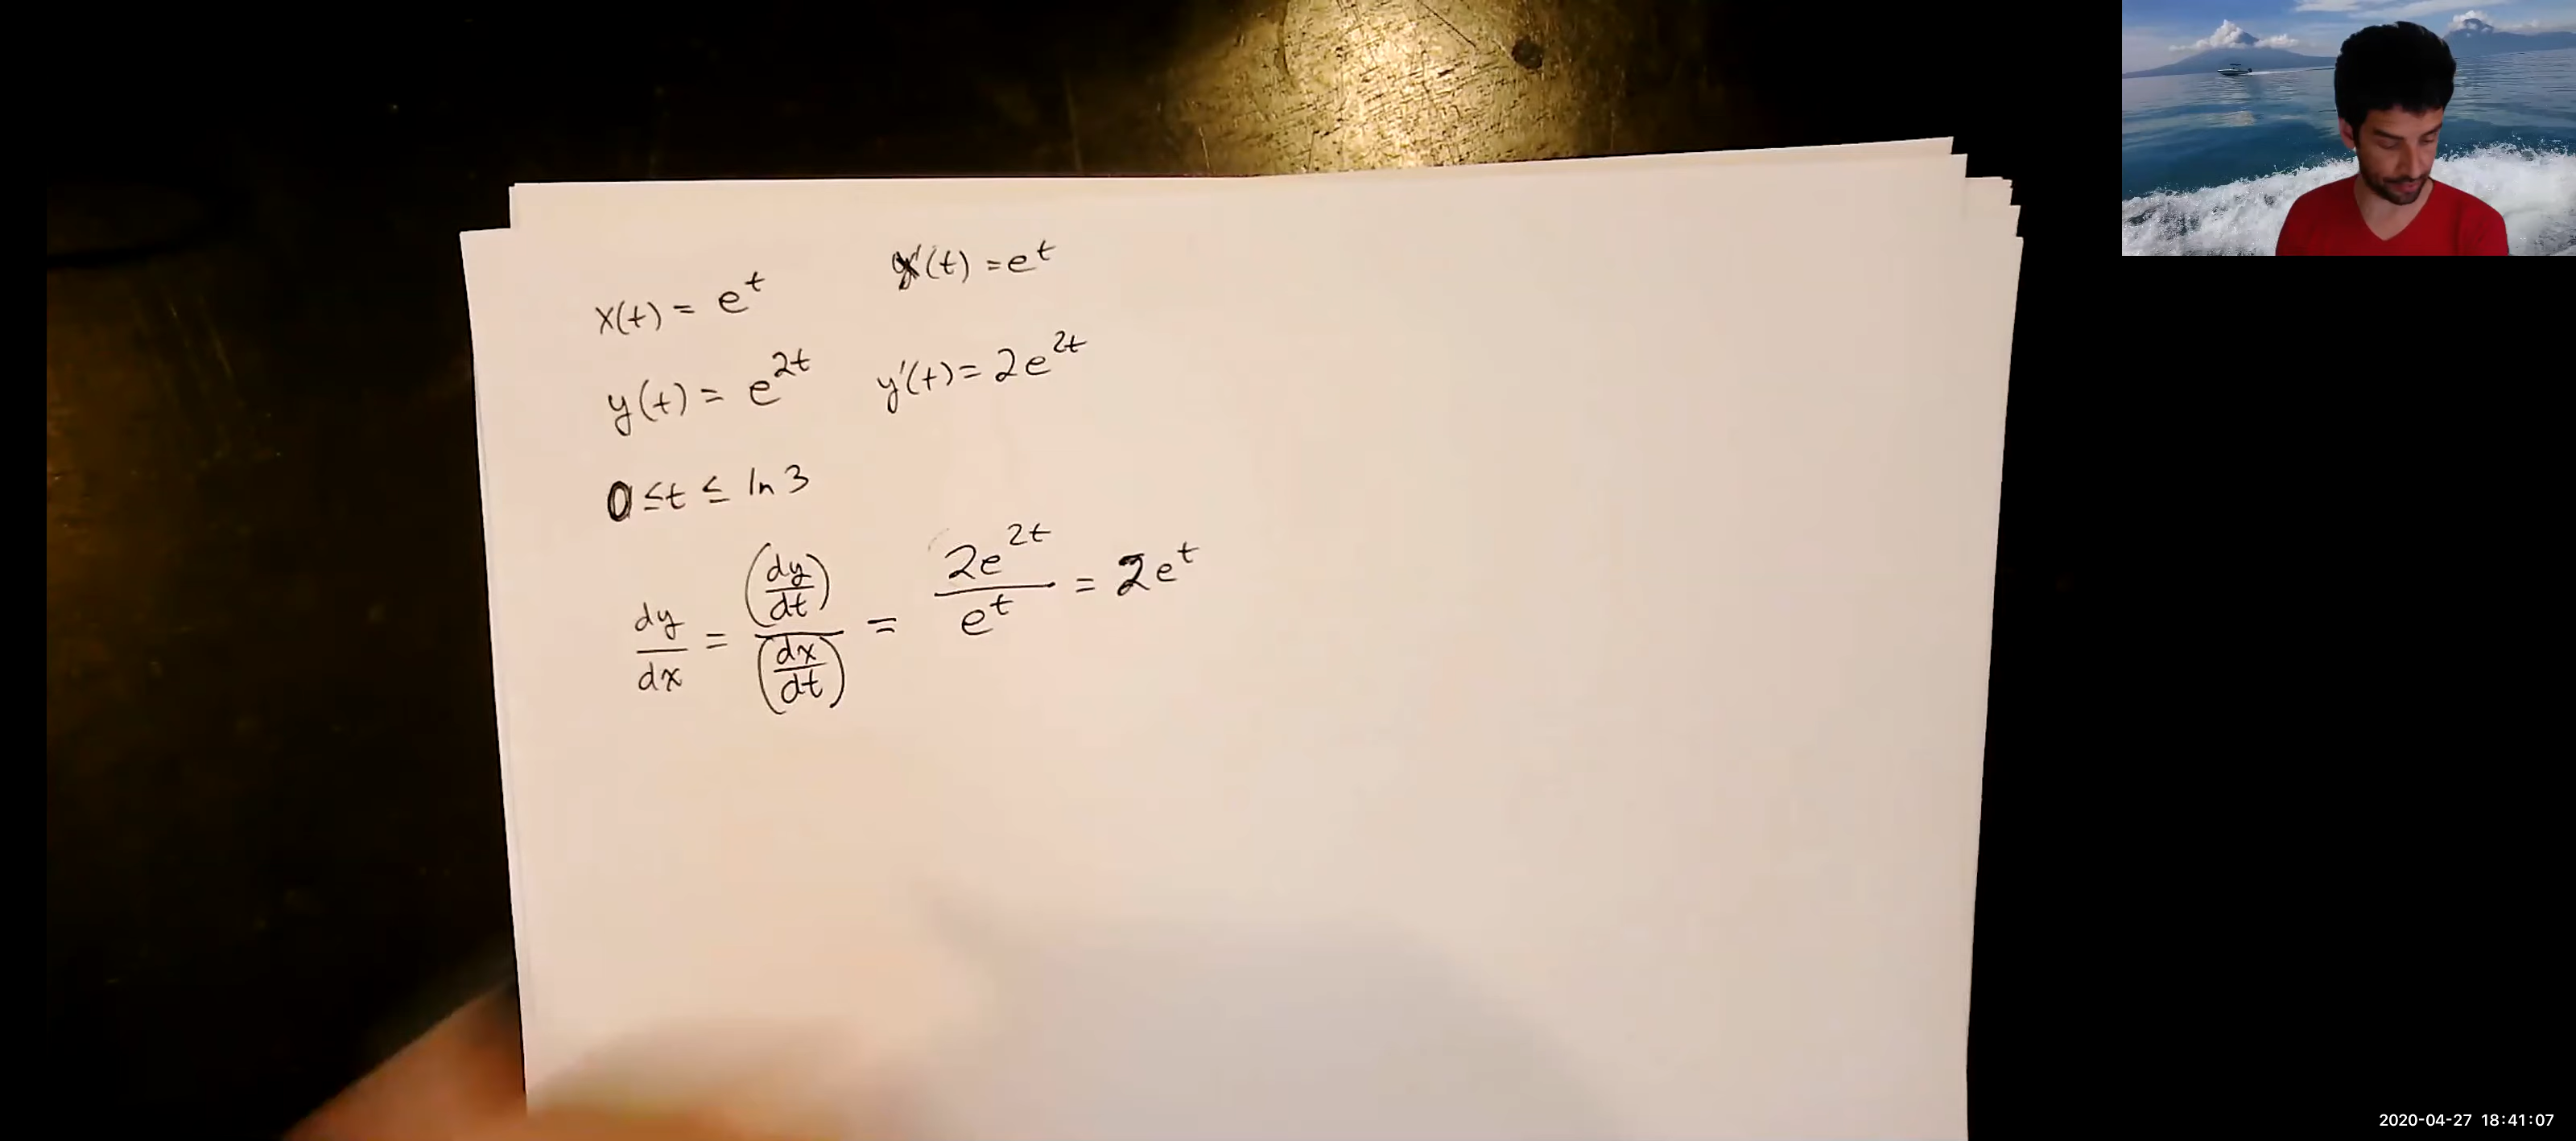 x(t) = e^t
x'(t) = e^t
y(t) = e^{2t}
y'(t) = 2e^{2t}
0 ≤ t ≤ ln 3
dy/dx = (dy/dt)/(dx/dt) = 2e^{2t}/e^t = 2e^t
2020-04-27 18:41:07